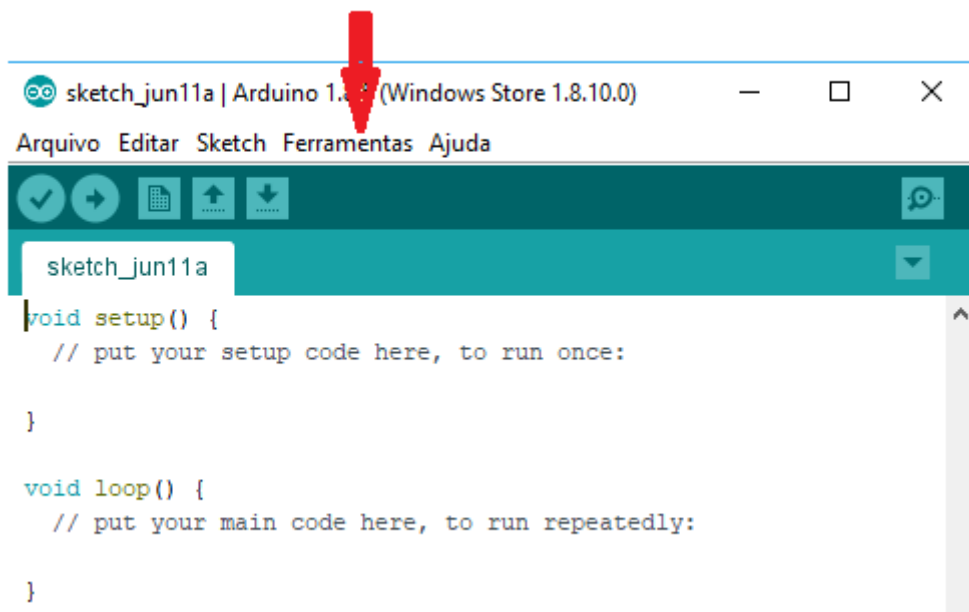 sketch_jun11a | Arduino 1. (Windows Store 1.8.10.0)
Arquivo Editar Sketch Ferramentas Ajuda
sketch_jun11a
void setup() {
// put your setup code here, to run once:
}
void loop() {
// put your main code here, to run repeatedly:
}